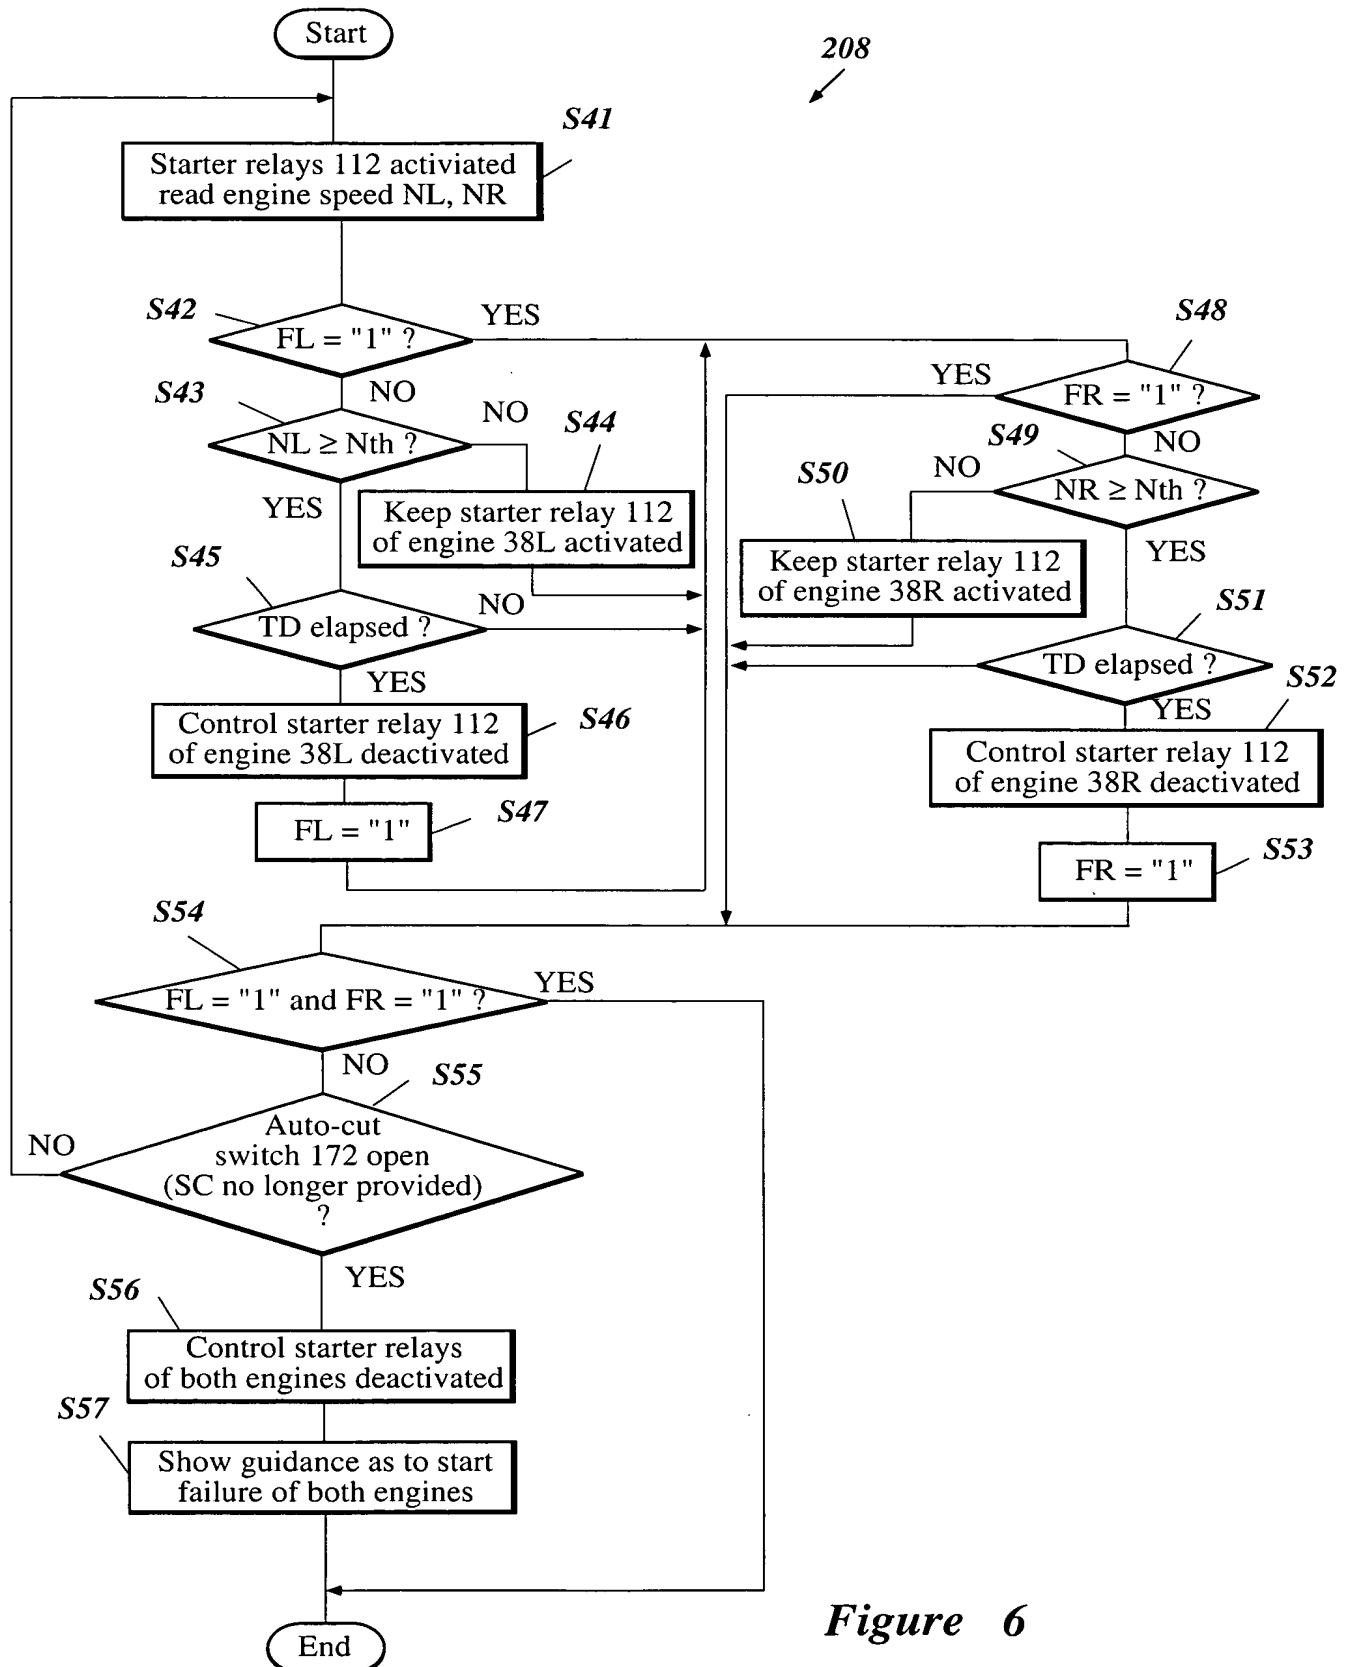 Start
208
S41
Starter relays 112 activiated
read engine speed NL, NR
S42
FL = "1" ?
YES
NO
S43
NL ≥ Nth ?
NO
YES
S44
Keep starter relay 112
of engine 38L activated
S45
TD elapsed ?
NO
YES
S46
Control starter relay 112
of engine 38L deactivated
S47
FL = "1"
S48
FR = "1" ?
YES
NO
S49
NR ≥ Nth ?
NO
YES
S50
Keep starter relay 112
of engine 38R activated
S51
TD elapsed ?
YES
S52
Control starter relay 112
of engine 38R deactivated
S53
FR = "1"
S54
FL = "1" and FR = "1" ?
YES
NO
S55
Auto-cut
switch 172 open
(SC no longer provided)
?
NO
YES
S56
Control starter relays
of both engines deactivated
S57
Show guidance as to start
failure of both engines
End
Figure 6